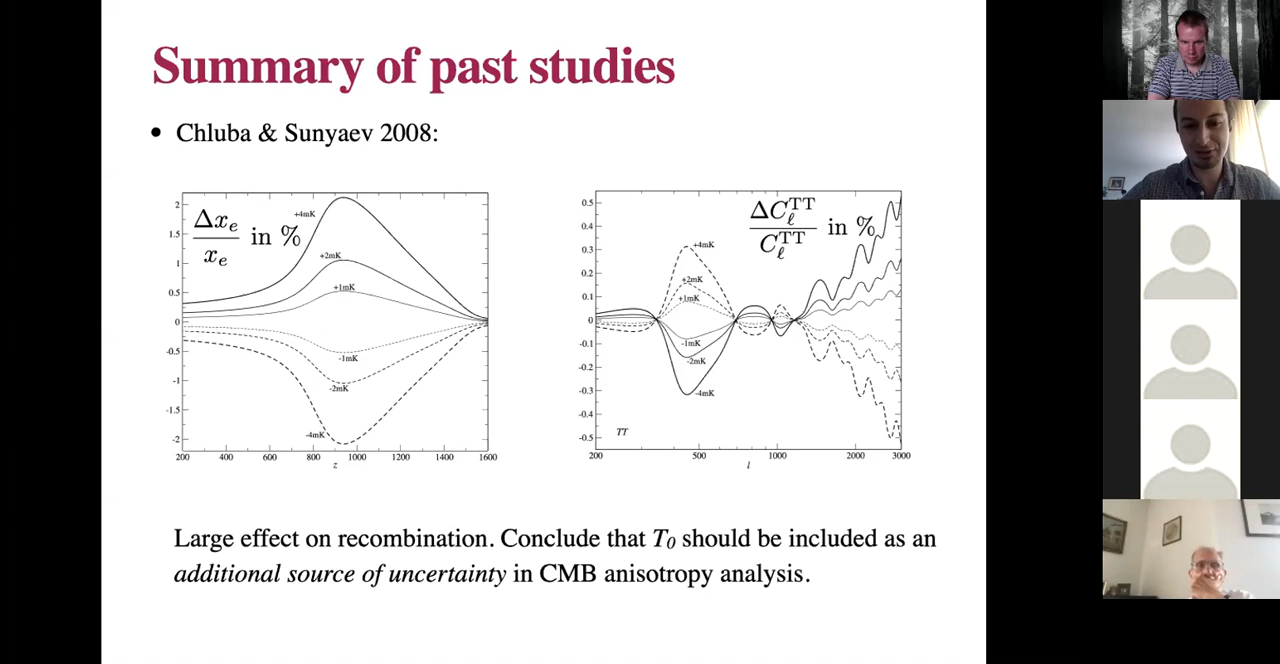 Summary of past studies
• Chluba & Sunyaev 2008:
Δxₑ / xₑ in %
2
1.5
1
0.5
0
-0.5
-1
-1.5
-2
+4mK
+2mK
+1mK
-1mK
-2mK
-4mK
200 400 600 800 1000 1200 1400 1600
z
ΔC_ℓ^TT / C_ℓ^TT in %
0.5
0.4
0.3
0.2
0.1
0
-0.1
-0.2
-0.3
-0.4
-0.5
+4mK
+2mK
+1mK
-1mK
-2mK
-4mK
TT
200 500 1000 2000 3000
l
Large effect on recombination. Conclude that T₀ should be included as an
additional source of uncertainty in CMB anisotropy analysis.